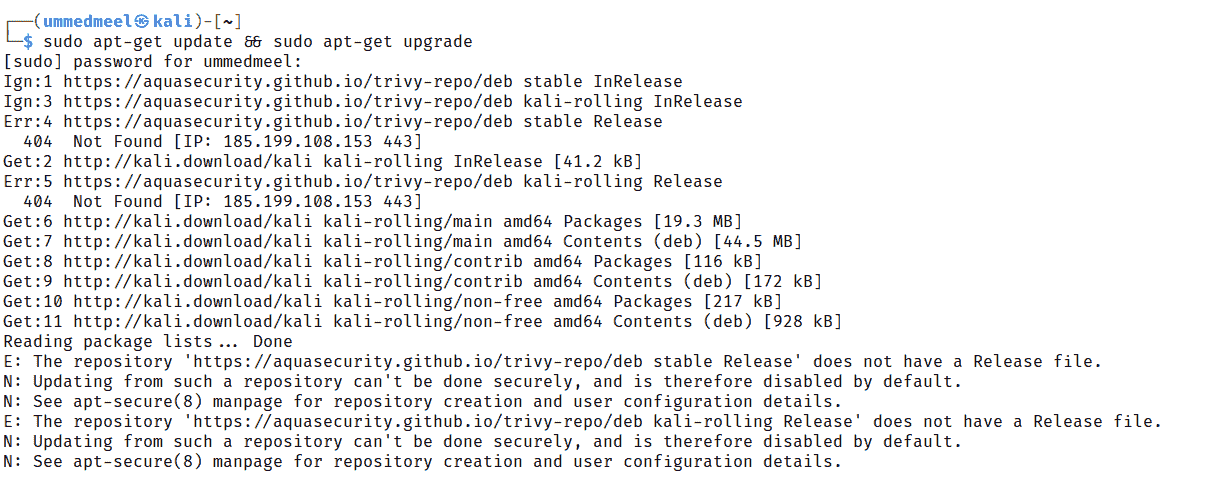 ┌──(ummedmeel㉿kali)-[~]
└─$ sudo apt-get update && sudo apt-get upgrade
[sudo] password for ummedmeel:
Ign:1 https://aquasecurity.github.io/trivy-repo/deb stable InRelease
Ign:3 https://aquasecurity.github.io/trivy-repo/deb kali-rolling InRelease
Err:4 https://aquasecurity.github.io/trivy-repo/deb stable Release
  404  Not Found [IP: 185.199.108.153 443]
Get:2 http://kali.download/kali kali-rolling InRelease [41.2 kB]
Err:5 https://aquasecurity.github.io/trivy-repo/deb kali-rolling Release
  404  Not Found [IP: 185.199.108.153 443]
Get:6 http://kali.download/kali kali-rolling/main amd64 Packages [19.3 MB]
Get:7 http://kali.download/kali kali-rolling/main amd64 Contents (deb) [44.5 MB]
Get:8 http://kali.download/kali kali-rolling/contrib amd64 Packages [116 kB]
Get:9 http://kali.download/kali kali-rolling/contrib amd64 Contents (deb) [172 kB]
Get:10 http://kali.download/kali kali-rolling/non-free amd64 Packages [217 kB]
Get:11 http://kali.download/kali kali-rolling/non-free amd64 Contents (deb) [928 kB]
Reading package lists... Done
E: The repository 'https://aquasecurity.github.io/trivy-repo/deb stable Release' does not have a Release file.
N: Updating from such a repository can't be done securely, and is therefore disabled by default.
N: See apt-secure(8) manpage for repository creation and user configuration details.
E: The repository 'https://aquasecurity.github.io/trivy-repo/deb kali-rolling Release' does not have a Release file.
N: Updating from such a repository can't be done securely, and is therefore disabled by default.
N: See apt-secure(8) manpage for repository creation and user configuration details.